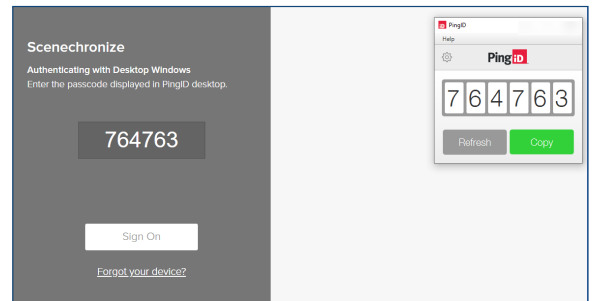 Scenechronize
Authenticating with Desktop Windows
Enter the passcode displayed in PingID desktop.
764763
Sign On
Forgot your device?
PingID
Help
PingID
764763
Refresh
Copy